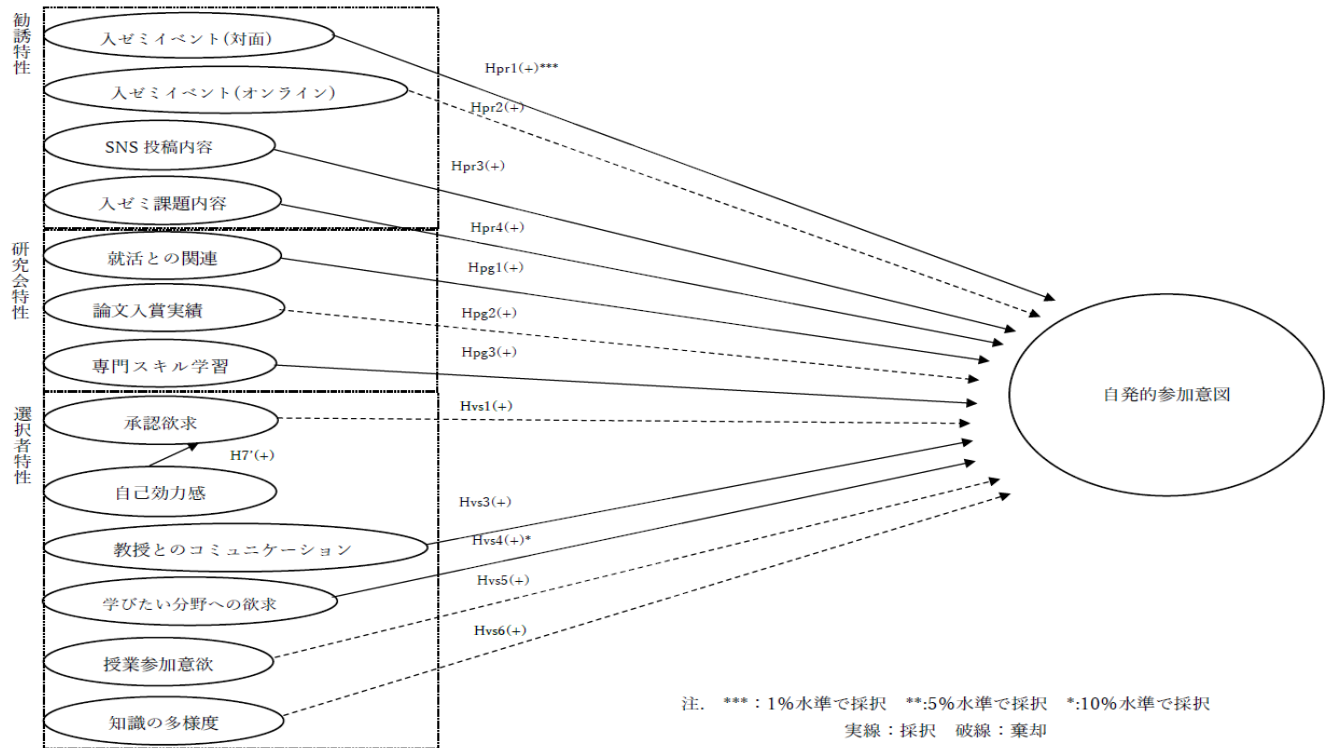 勧誘特性
入ゼミイベント(対面)
入ゼミイベント(オンライン)
SNS 投稿内容
入ゼミ課題内容
研究会特性
就活との関連
論文入賞実績
専門スキル学習
選択者特性
承認欲求
H7'(+)
自己効力感
教授とのコミュニケーション
学びたい分野への欲求
授業参加意欲
知識の多様度
Hpr1(+)***
Hpr2(+)
Hpr3(+)
Hpr4(+)
Hpg1(+)
Hpg2(+)
Hpg3(+)
Hvs1(+)
Hvs3(+)
Hvs4(+)*
Hvs5(+)
Hvs6(+)
自発的参加意図
注. ***：1%水準で採択 **:5%水準で採択 *:10%水準で採択
実線：採択 破線：棄却